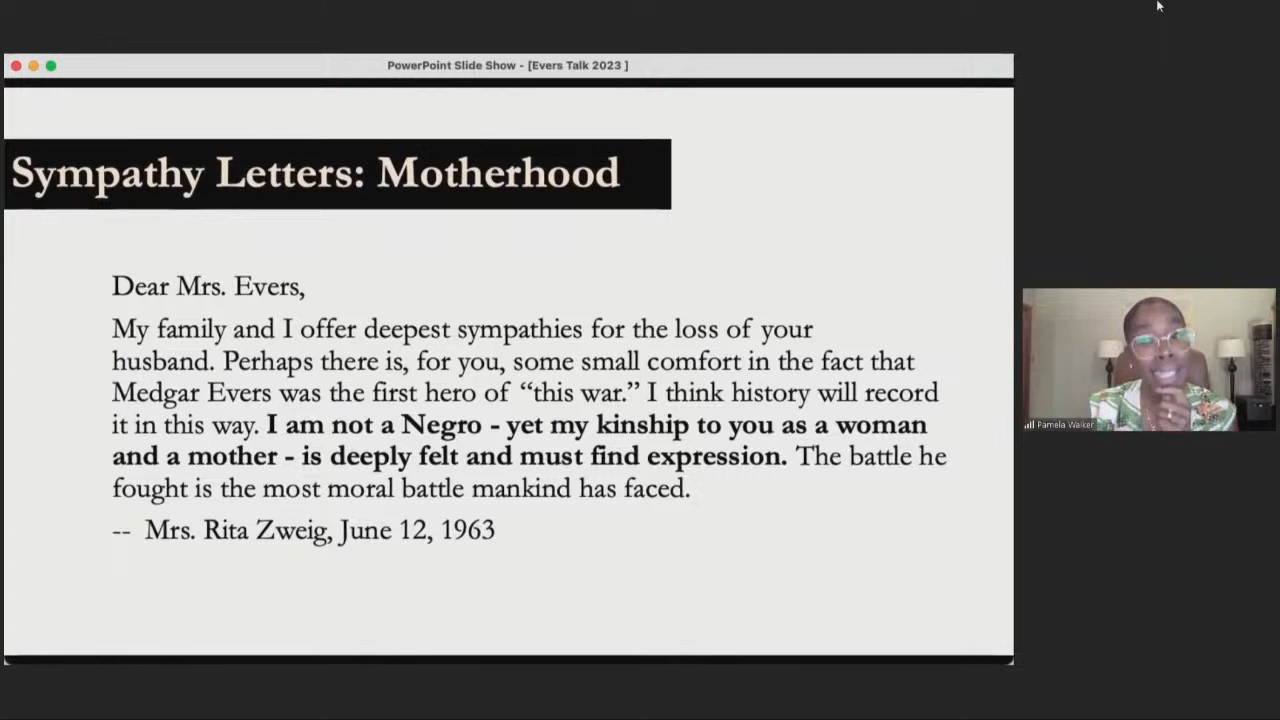 PowerPoint Slide Show - [Evers Talk 2023 ]
Sympathy Letters: Motherhood
Dear Mrs. Evers,
My family and I offer deepest sympathies for the loss of your
husband. Perhaps there is, for you, some small comfort in the fact that
Medgar Evers was the first hero of “this war.” I think history will record
it in this way. I am not a Negro - yet my kinship to you as a woman
and a mother - is deeply felt and must find expression. The battle he
fought is the most moral battle mankind has faced.
-- Mrs. Rita Zweig, June 12, 1963
Pamela Walker